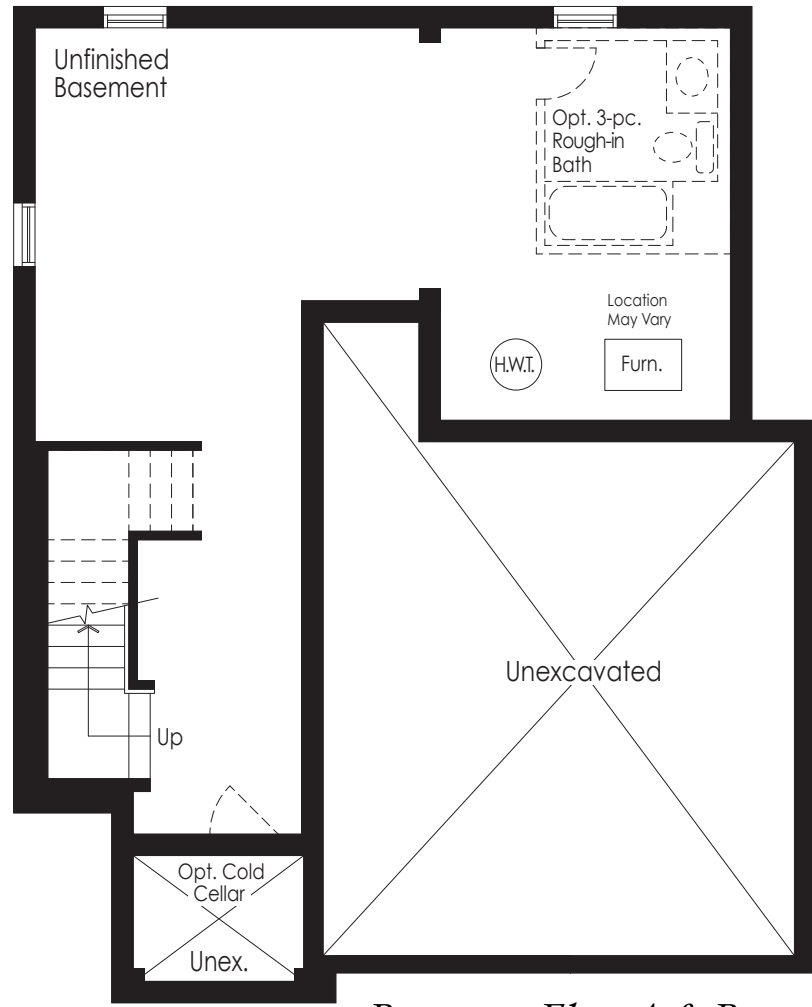 Unfinished
Basement
Opt. 3-pc.
Rough-in
Bath
Location
May Vary
H.W.T.
Furn.
Unexcavated
Up
Opt. Cold
Cellar
Unex.